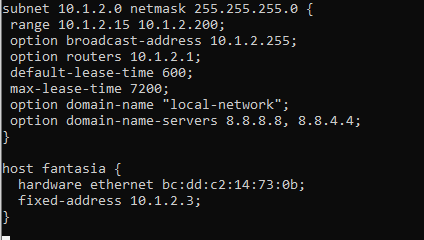 subnet 10.1.2.0 netmask 255.255.255.0 {
 range 10.1.2.15 10.1.2.200;
 option broadcast-address 10.1.2.255;
 option routers 10.1.2.1;
 default-lease-time 600;
 max-lease-time 7200;
 option domain-name "local-network";
 option domain-name-servers 8.8.8.8, 8.8.4.4;
}

host fantasia {
  hardware ethernet bc:dd:c2:14:73:0b;
  fixed-address 10.1.2.3;
}